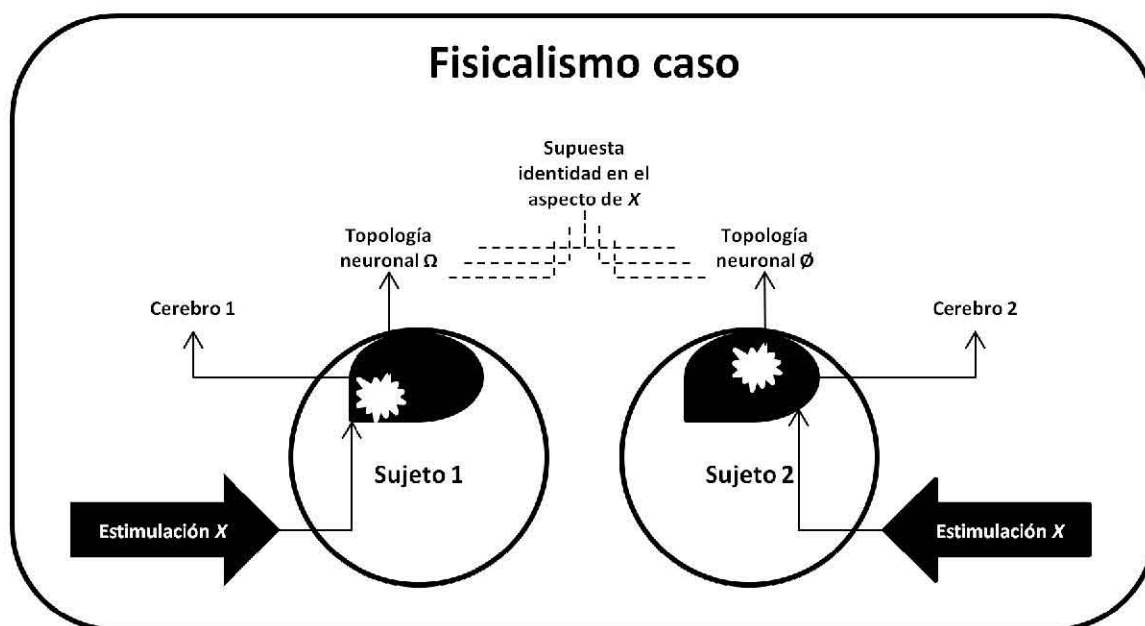 Fisicalismo caso
Supuesta
identidad en el
aspecto de X
Topología
neuronal Ω
Topología
neuronal Ø
Cerebro 1
Cerebro 2
Sujeto 1
Sujeto 2
Estimulación X
Estimulación X